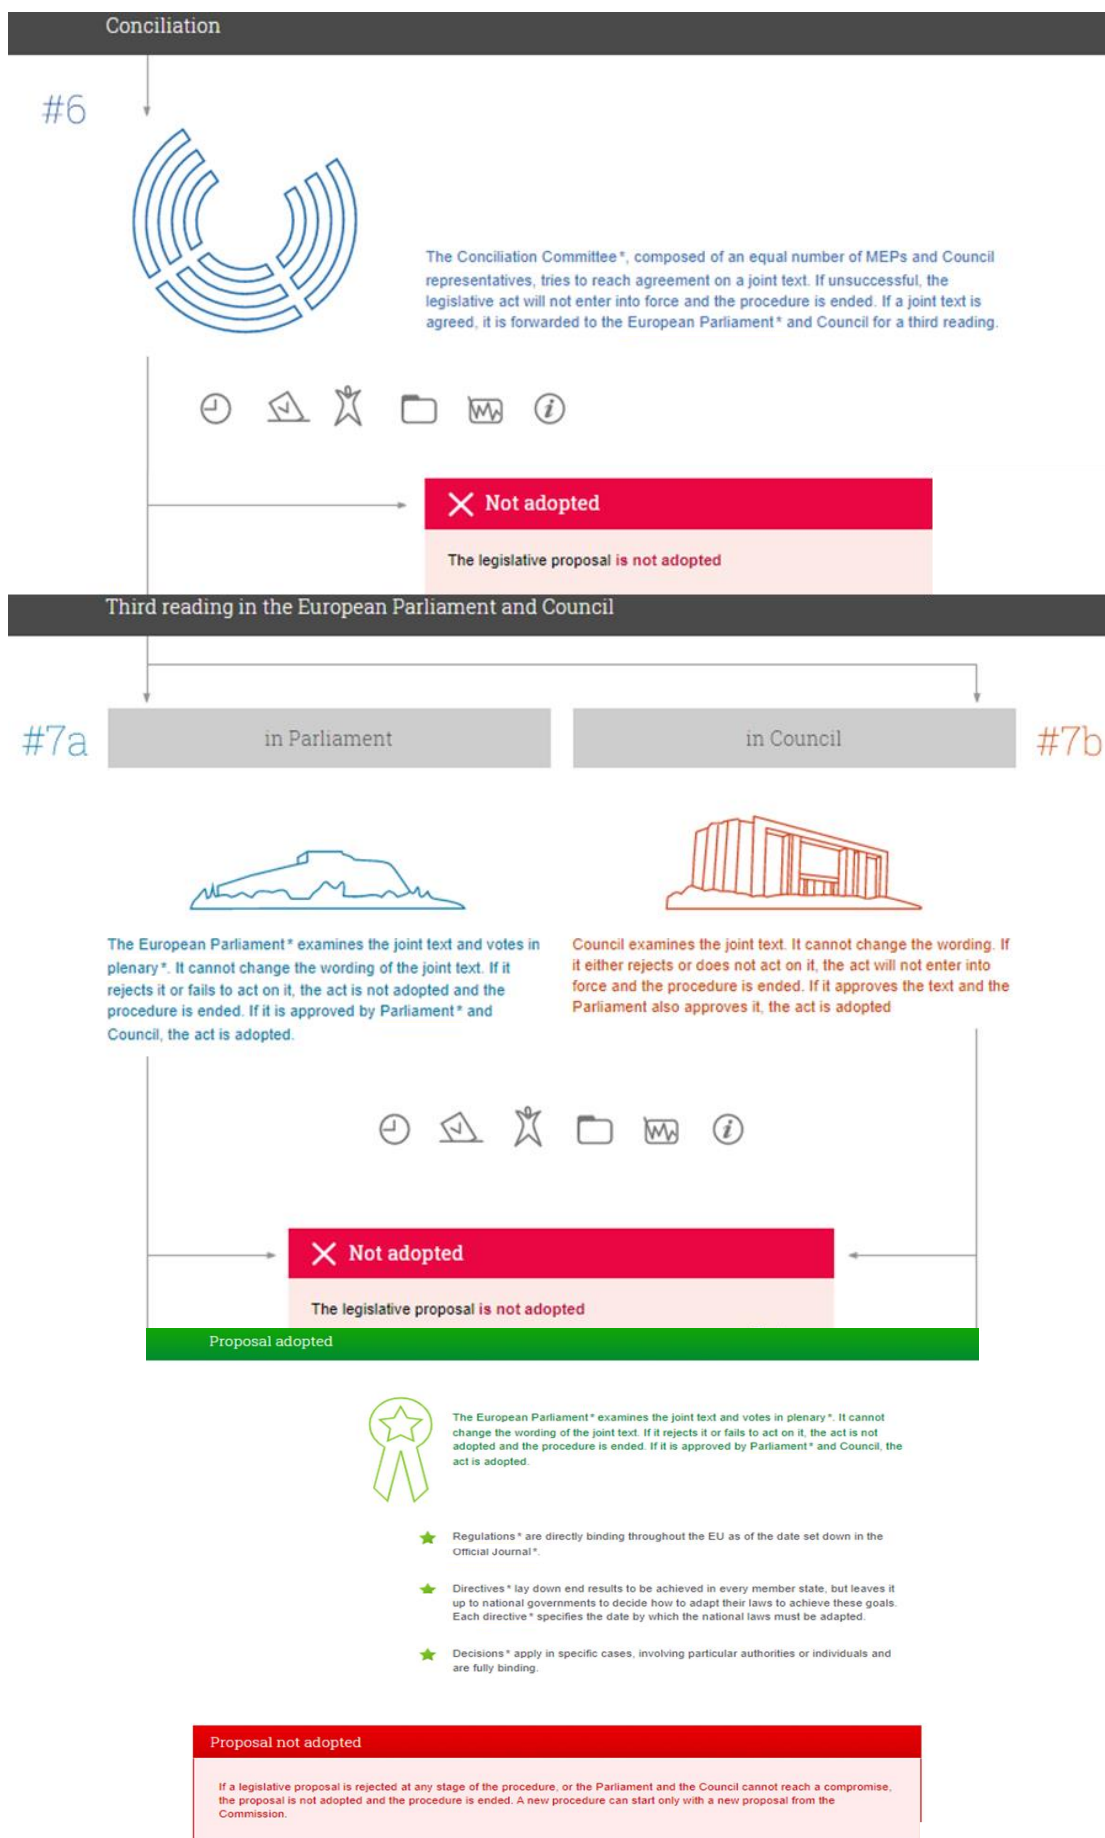 Conciliation
#6
The Conciliation Committee*, composed of an equal number of MEPs and Council
representatives, tries to reach agreement on a joint text. If unsuccessful, the
legislative act will not enter into force and the procedure is ended. If a joint text is
agreed, it is forwarded to the European Parliament* and Council for a third reading.
Not adopted
The legislative proposal is not adopted
Third reading in the European Parliament and Council
#7a
in Parliament
in Council
#7b
The European Parliament* examines the joint text and votes in
plenary*. It cannot change the wording of the joint text. If it
rejects it or fails to act on it, the act is not adopted and the
procedure is ended. If it is approved by Parliament* and
Council, the act is adopted.
Council examines the joint text. It cannot change the wording. If
it either rejects or does not act on it, the act will not enter into
force and the procedure is ended. If it approves the text and the
Parliament also approves it, the act is adopted
Not adopted
The legislative proposal is not adopted
Proposal adopted
The European Parliament* examines the joint text and votes in plenary*. It cannot
change the wording of the joint text. If it rejects it or fails to act on it, the act is not
adopted and the procedure is ended. If it is approved by Parliament* and Council, the
act is adopted.
Regulations* are directly binding throughout the EU as of the date set down in the
Official Journal*.
Directives* lay down end results to be achieved in every member state, but leaves it
up to national governments to decide how to adapt their laws to achieve these goals.
Each directive* specifies the date by which the national laws must be adapted.
Decisions* apply in specific cases, involving particular authorities or individuals and
are fully binding.
Proposal not adopted
If a legislative proposal is rejected at any stage of the procedure, or the Parliament and the Council cannot reach a compromise,
the proposal is not adopted and the procedure is ended. A new procedure can start only with a new proposal from the
Commission.